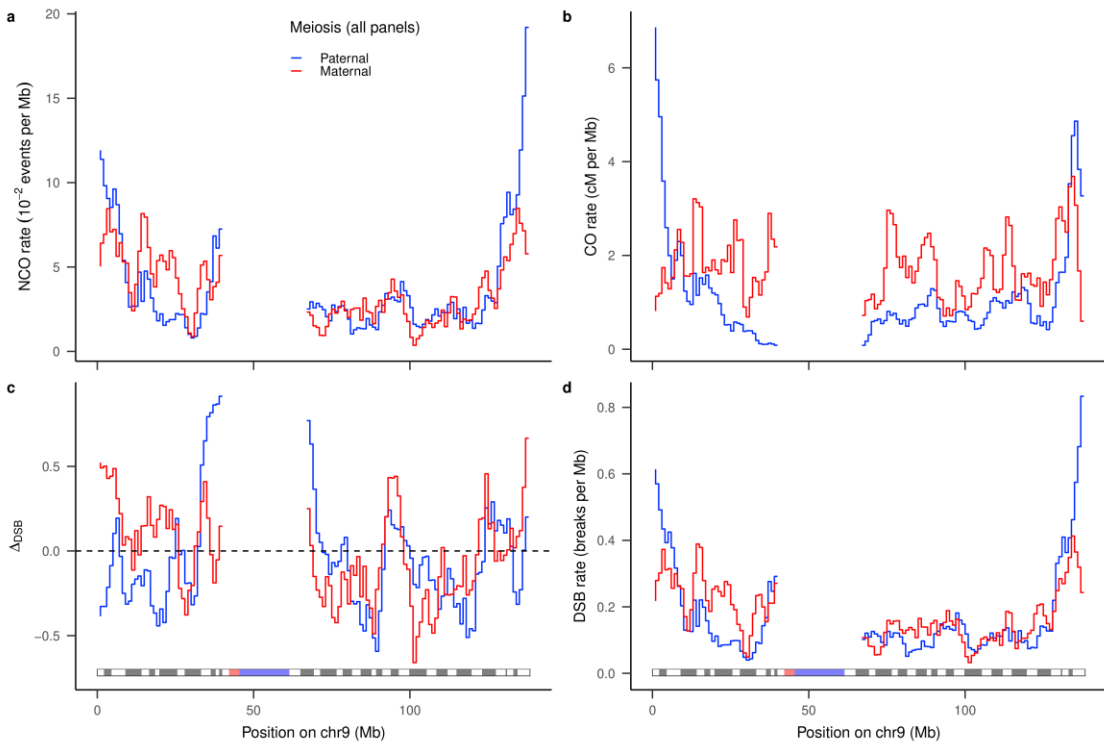 a
NCO rate (10⁻² events per Mb)
20
15
10
5
0
Meiosis (all panels)
Paternal
Maternal
b
CO rate (cM per Mb)
6
4
2
0
c
ΔDSB
0.5
0.0
−0.5
0
50
100
Position on chr9 (Mb)
d
DSB rate (breaks per Mb)
0.8
0.6
0.4
0.2
0.0
0
50
100
Position on chr9 (Mb)